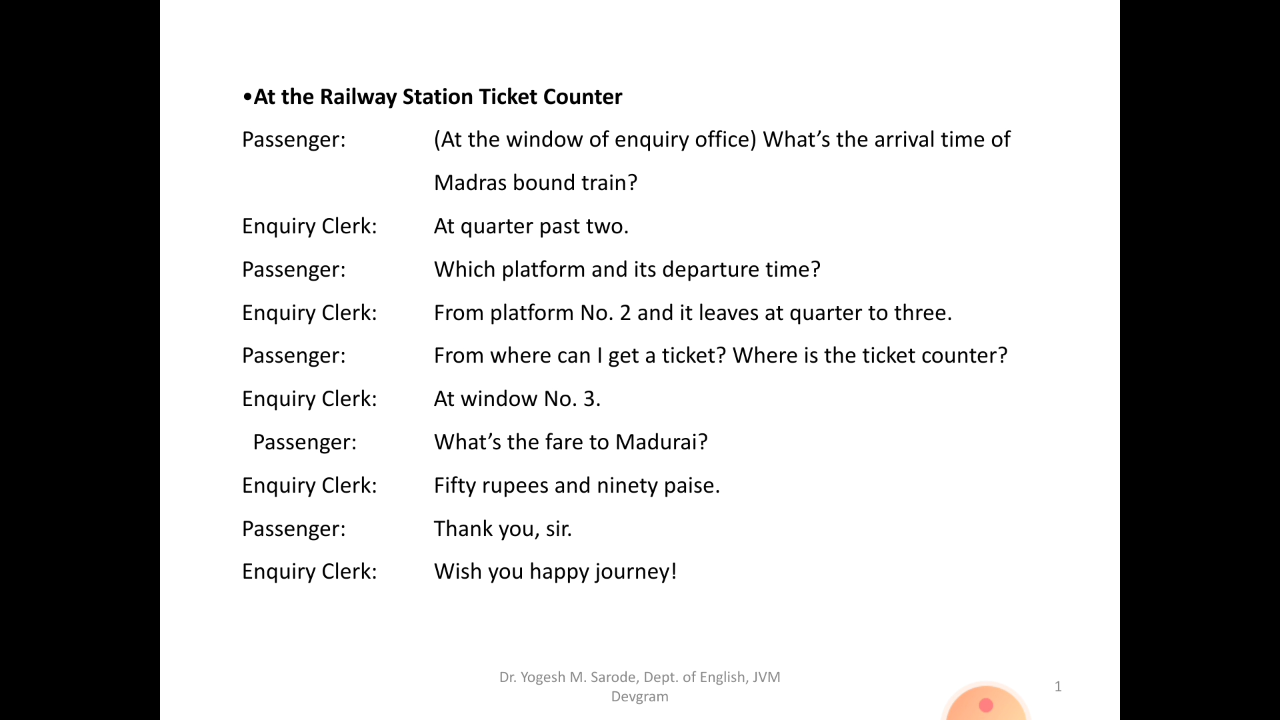 •At the Railway Station Ticket Counter
Passenger: (At the window of enquiry office) What’s the arrival time of
Madras bound train?
Enquiry Clerk: At quarter past two.
Passenger: Which platform and its departure time?
Enquiry Clerk: From platform No. 2 and it leaves at quarter to three.
Passenger: From where can I get a ticket? Where is the ticket counter?
Enquiry Clerk: At window No. 3.
Passenger: What’s the fare to Madurai?
Enquiry Clerk: Fifty rupees and ninety paise.
Passenger: Thank you, sir.
Enquiry Clerk: Wish you happy journey!
Dr. Yogesh M. Sarode, Dept. of English, JVM
Devgram
1